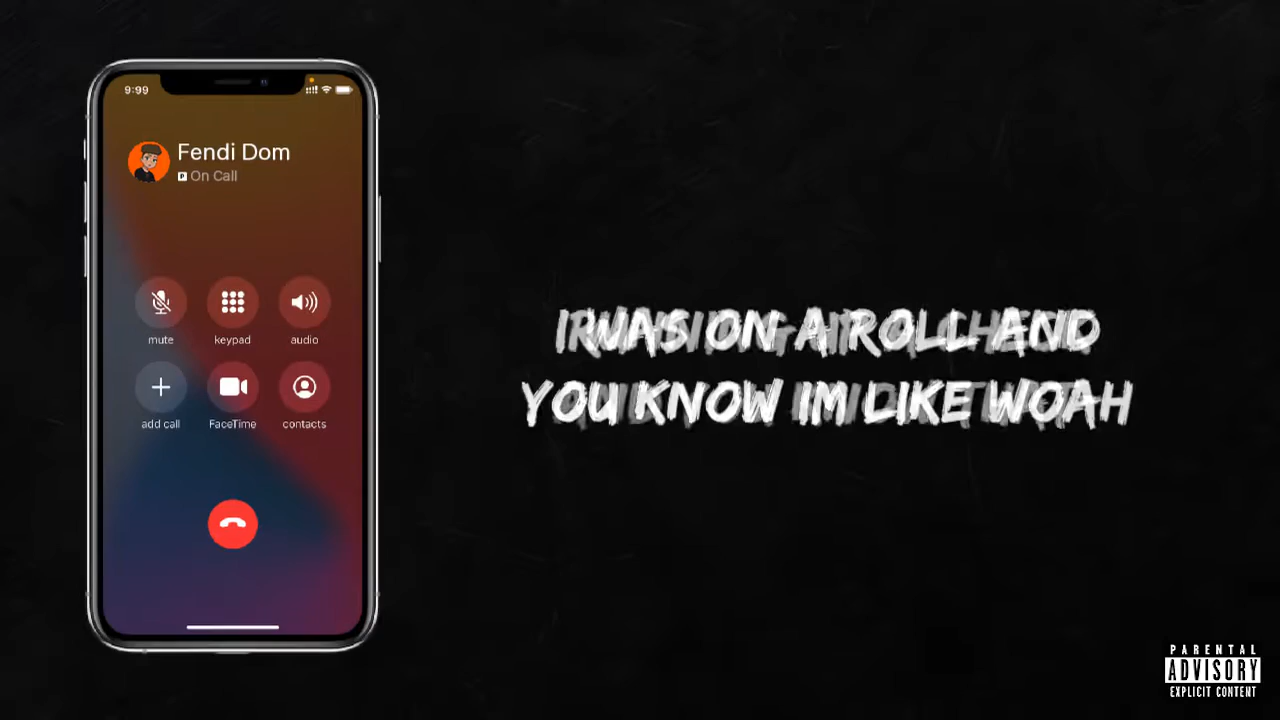 9:99
Fendi Dom
P On Call
mute keypad audio
add call FaceTime contacts
I WAS ON A ROLL AND
YOU KNOW IM LIKE WOAH
PARENTAL
ADVISORY
EXPLICIT CONTENT